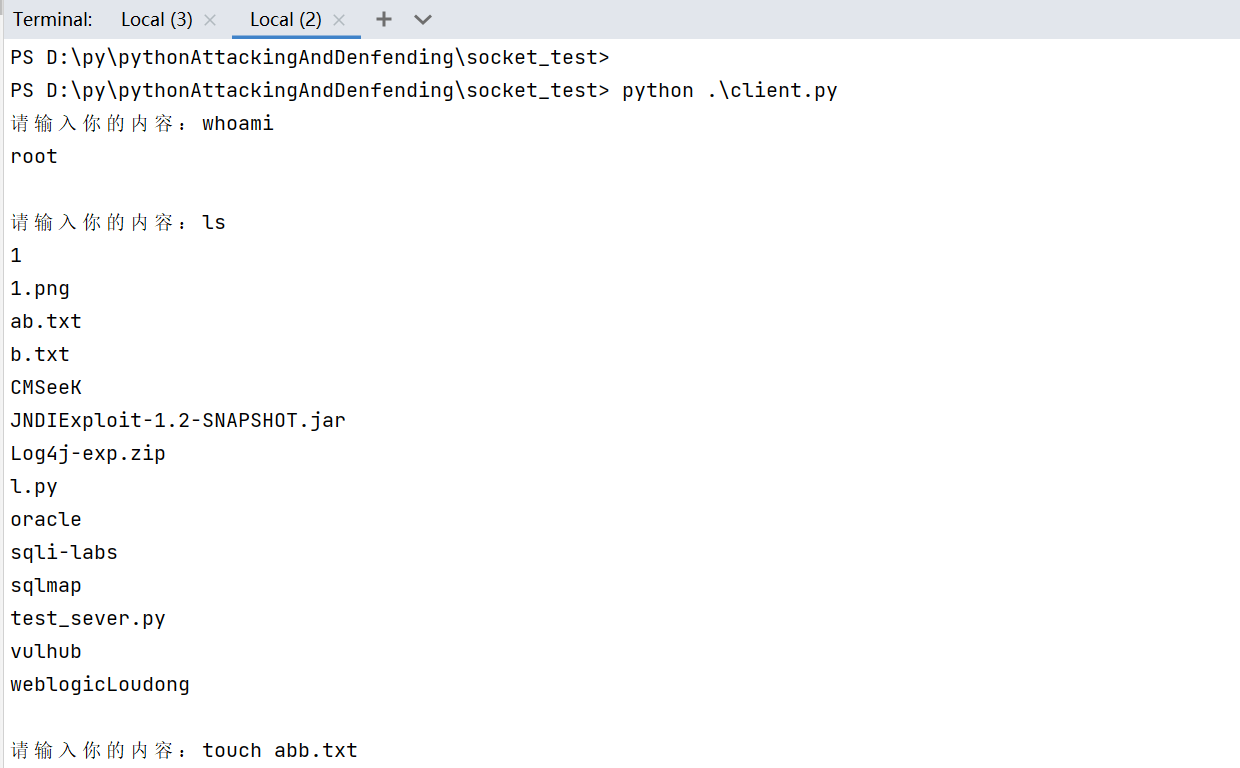 Terminal: Local (3) × Local (2) × +
PS D:\py\pythonAttackingAndDenfending\socket_test>
PS D:\py\pythonAttackingAndDenfending\socket_test> python .\client.py
请输入你的内容：whoami
root
请输入你的内容：ls
1
1.png
ab.txt
b.txt
CMSeeK
JNDIExploit-1.2-SNAPSHOT.jar
Log4j-exp.zip
l.py
oracle
sqli-labs
sqlmap
test_sever.py
vulhub
weblogicLoudong
请输入你的内容：touch abb.txt